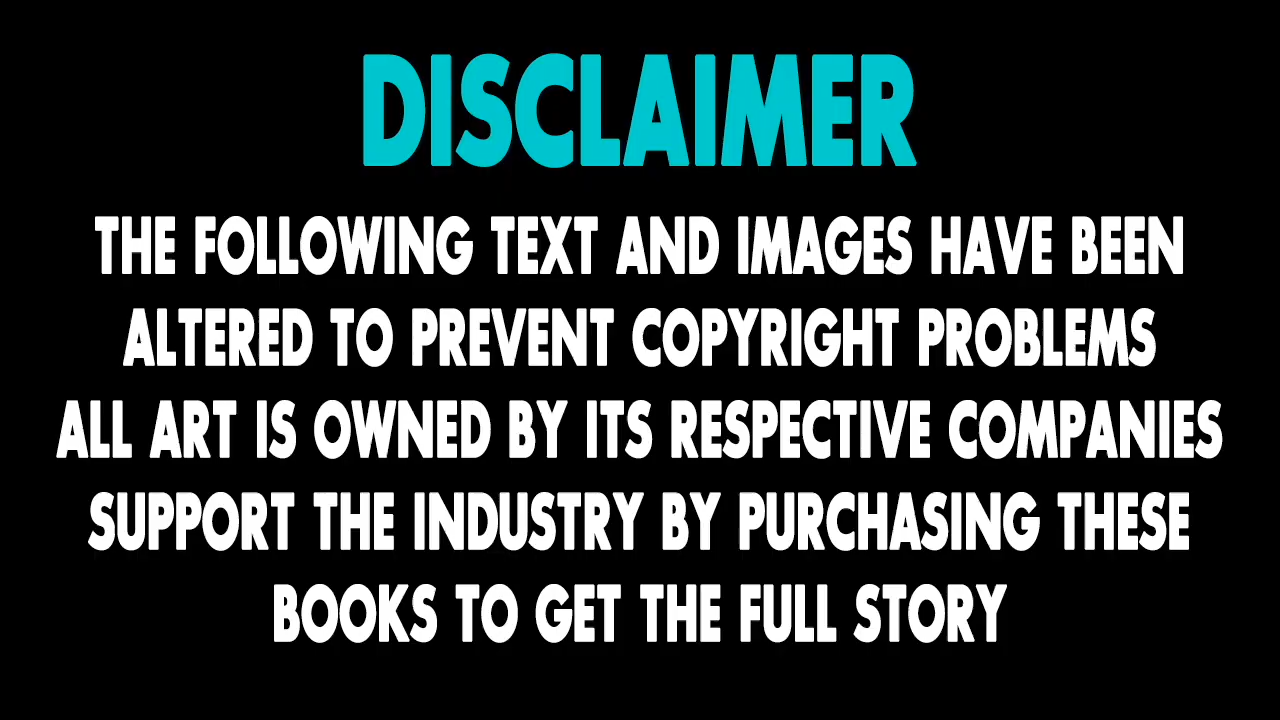 DISCLAIMER
THE FOLLOWING TEXT AND IMAGES HAVE BEEN
ALTERED TO PREVENT COPYRIGHT PROBLEMS
ALL ART IS OWNED BY ITS RESPECTIVE COMPANIES
SUPPORT THE INDUSTRY BY PURCHASING THESE
BOOKS TO GET THE FULL STORY